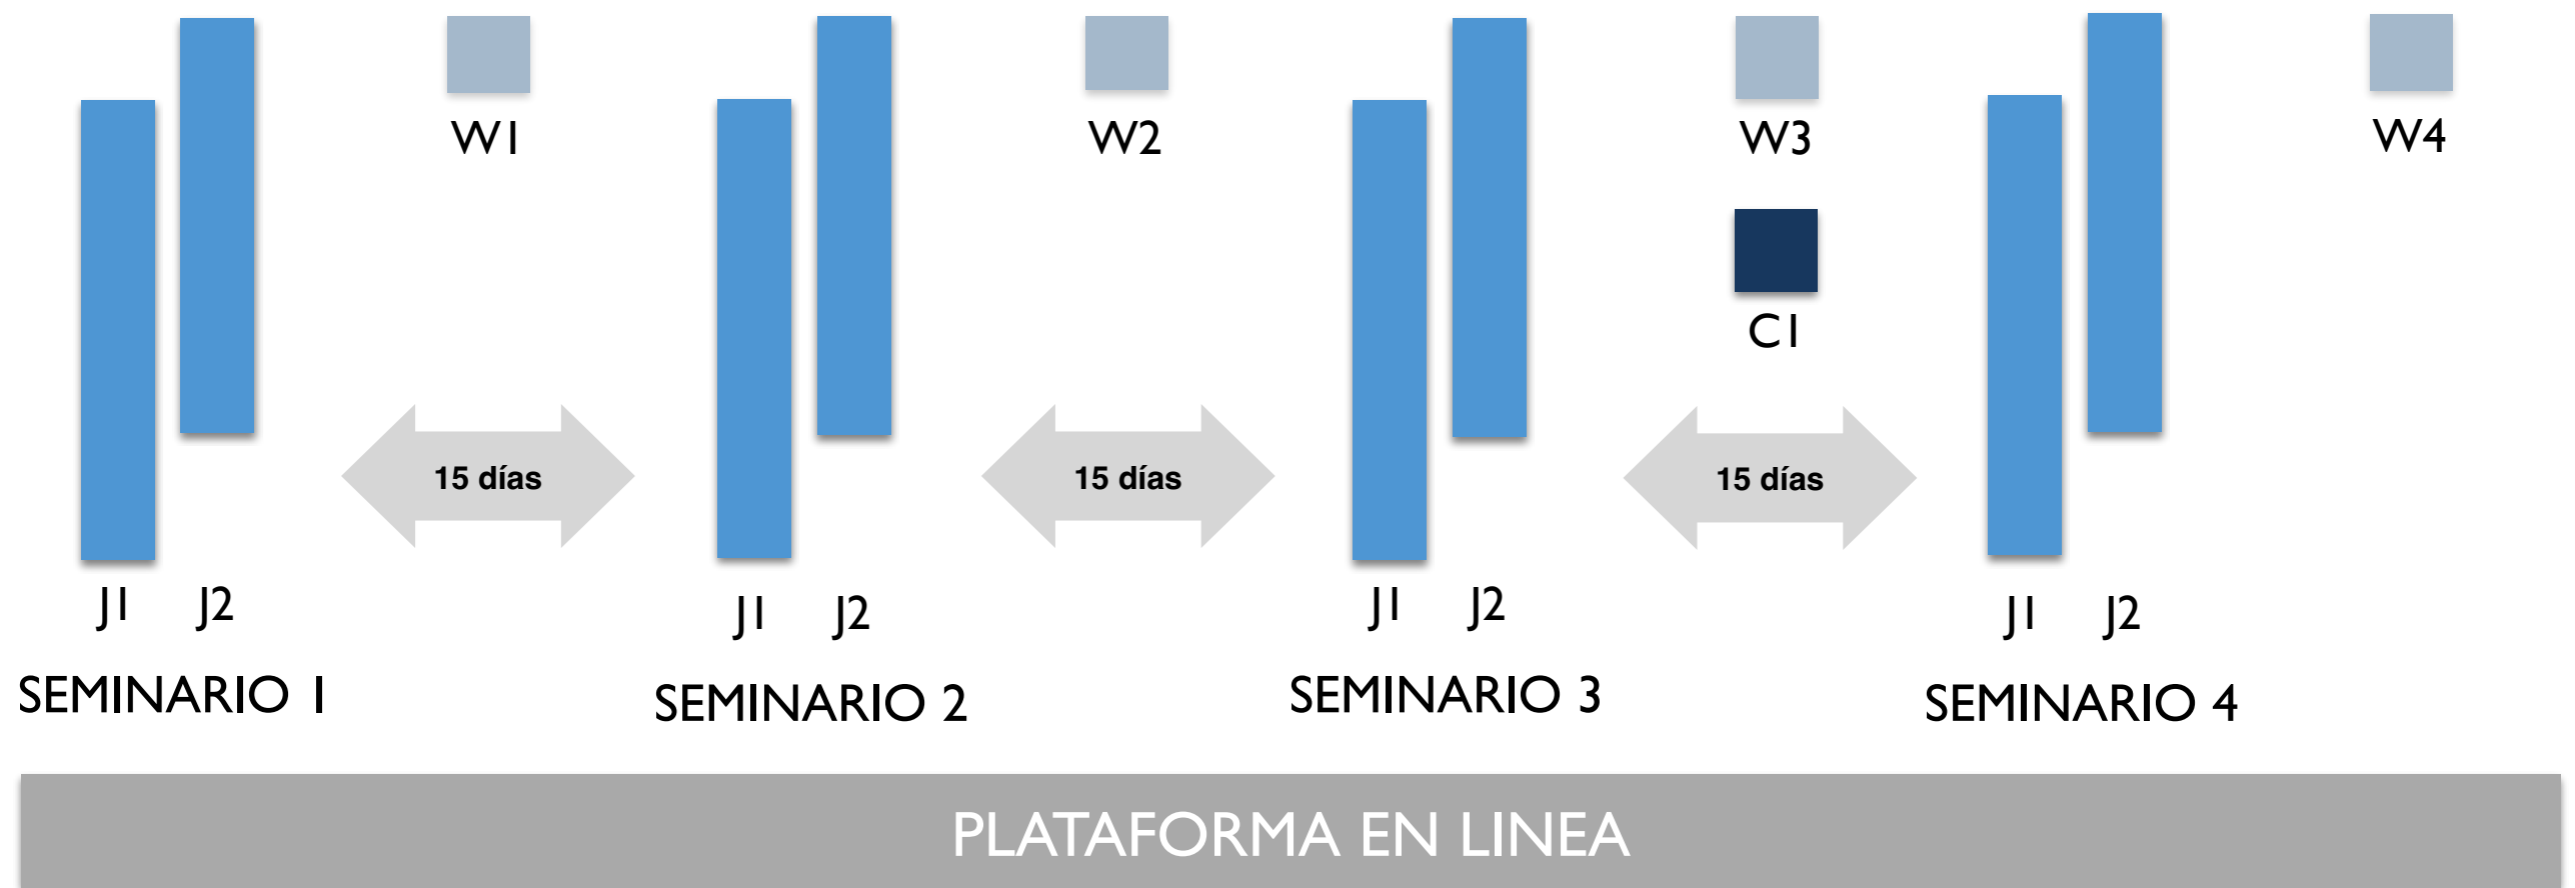 W1
W2
W3
W4
C1
15 días
15 días
15 días
J1 J2
J1 J2
J1 J2
J1 J2
SEMINARIO 1
SEMINARIO 2
SEMINARIO 3
SEMINARIO 4
PLATAFORMA EN LINEA